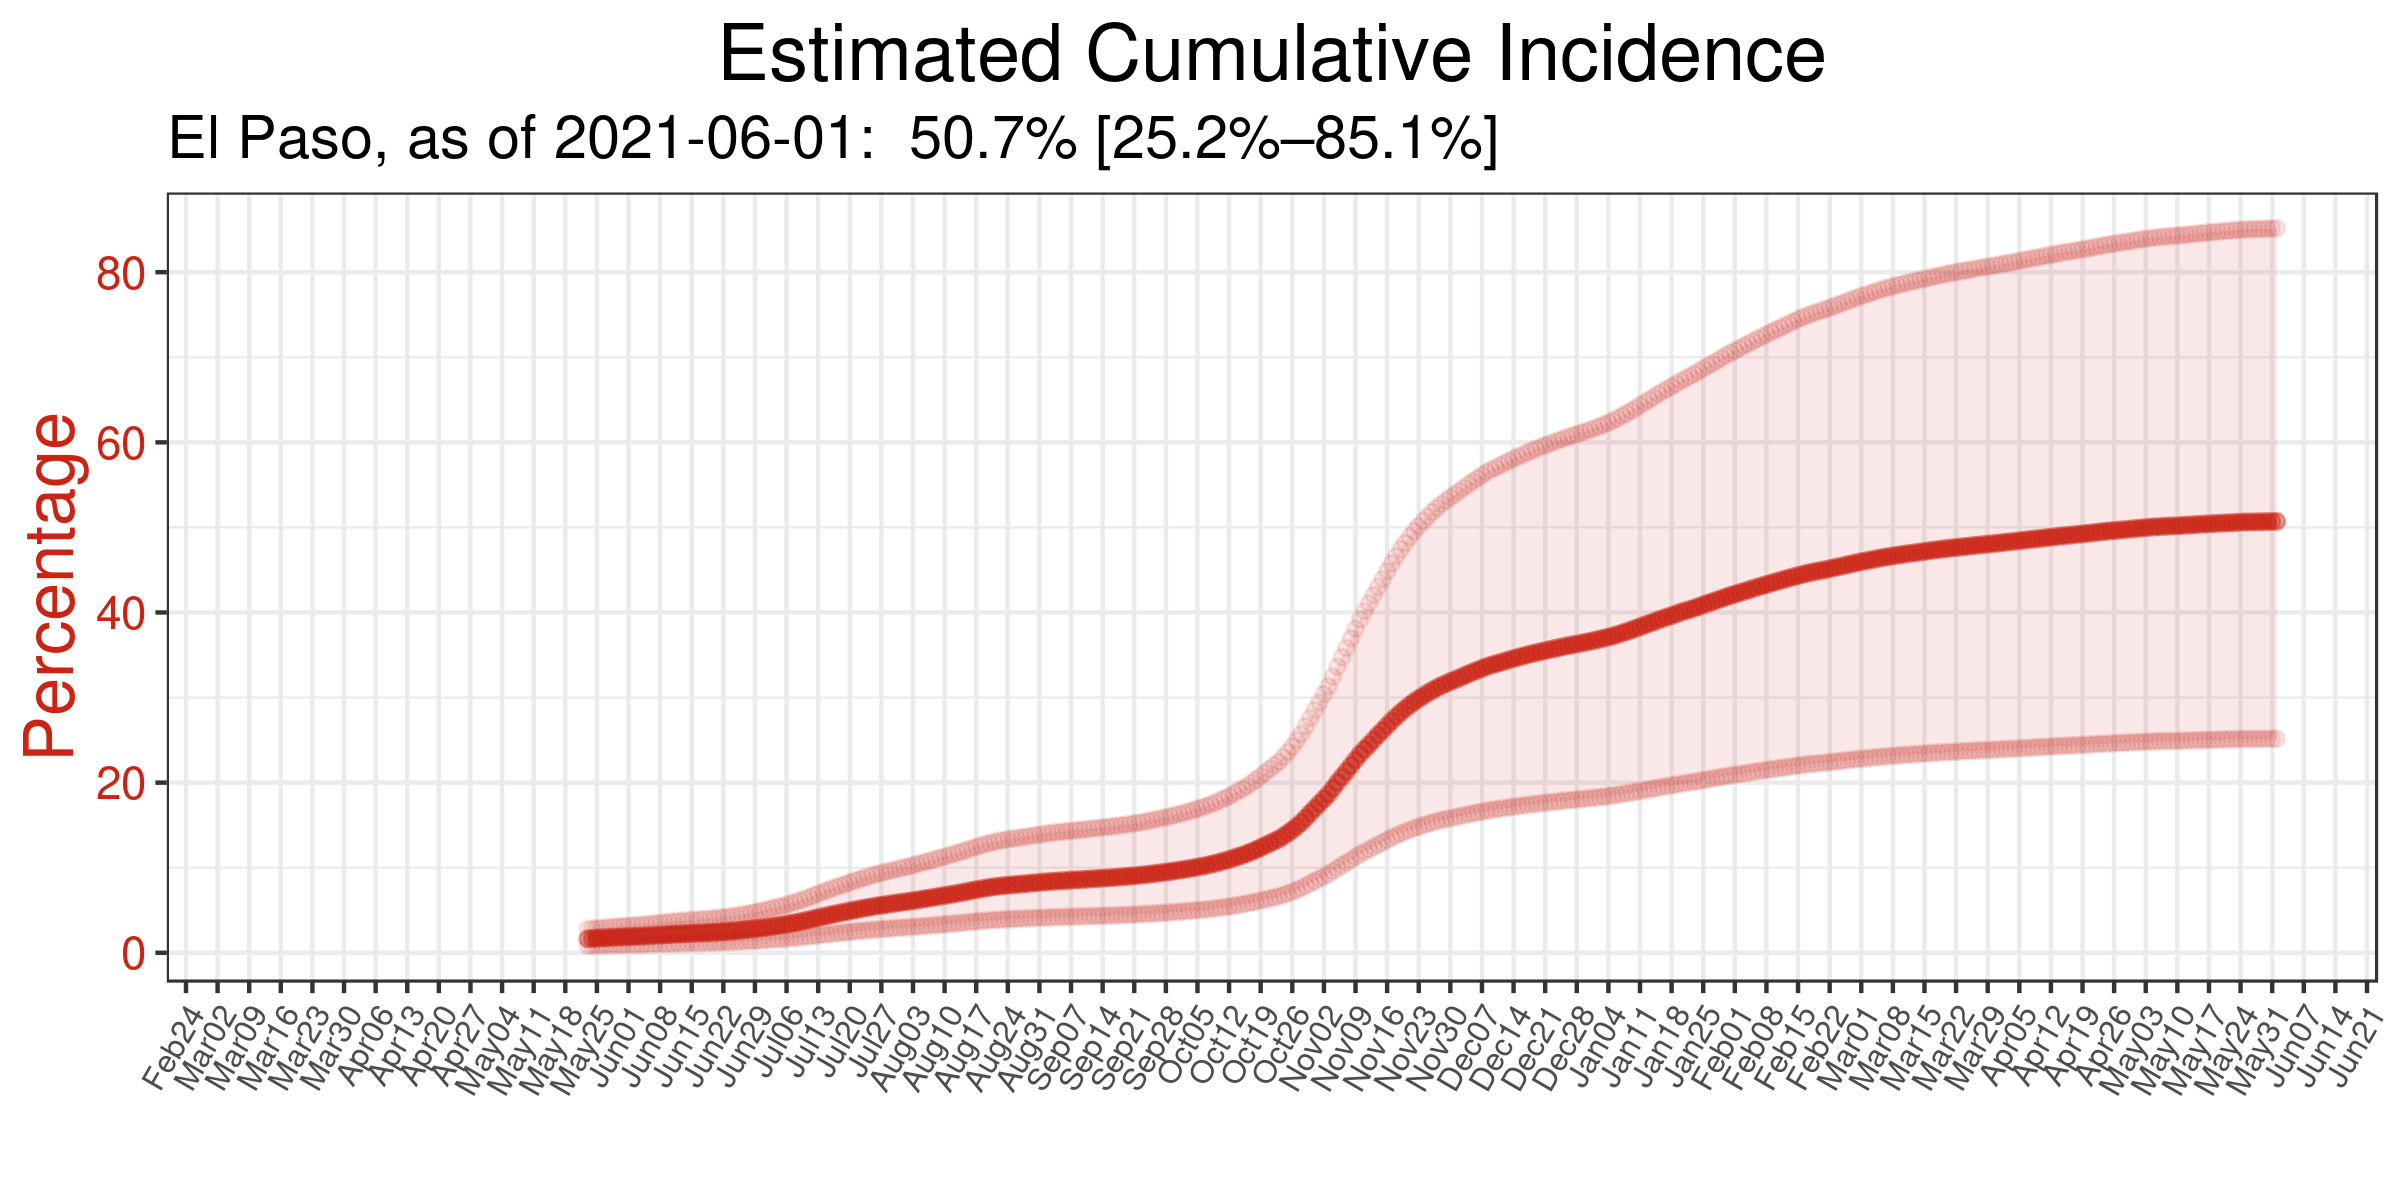 Estimated Cumulative Incidence
El Paso, as of 2021-06-01:  50.7% [25.2%–85.1%]
Percentage
80
60
40
20
0
Feb24
Mar02
Mar09
Mar16
Mar23
Mar30
Apr06
Apr13
Apr20
Apr27
May04
May11
May18
May25
Jun01
Jun08
Jun15
Jun22
Jun29
Jul06
Jul13
Jul20
Jul27
Aug03
Aug10
Aug17
Aug24
Aug31
Sep07
Sep14
Sep21
Sep28
Oct05
Oct12
Oct19
Oct26
Nov02
Nov09
Nov16
Nov23
Nov30
Dec07
Dec14
Dec21
Dec28
Jan04
Jan11
Jan18
Jan25
Feb01
Feb08
Feb15
Feb22
Mar01
Mar08
Mar15
Mar22
Mar29
Apr05
Apr12
Apr19
Apr26
May03
May10
May17
May24
May31
Jun07
Jun14
Jun21